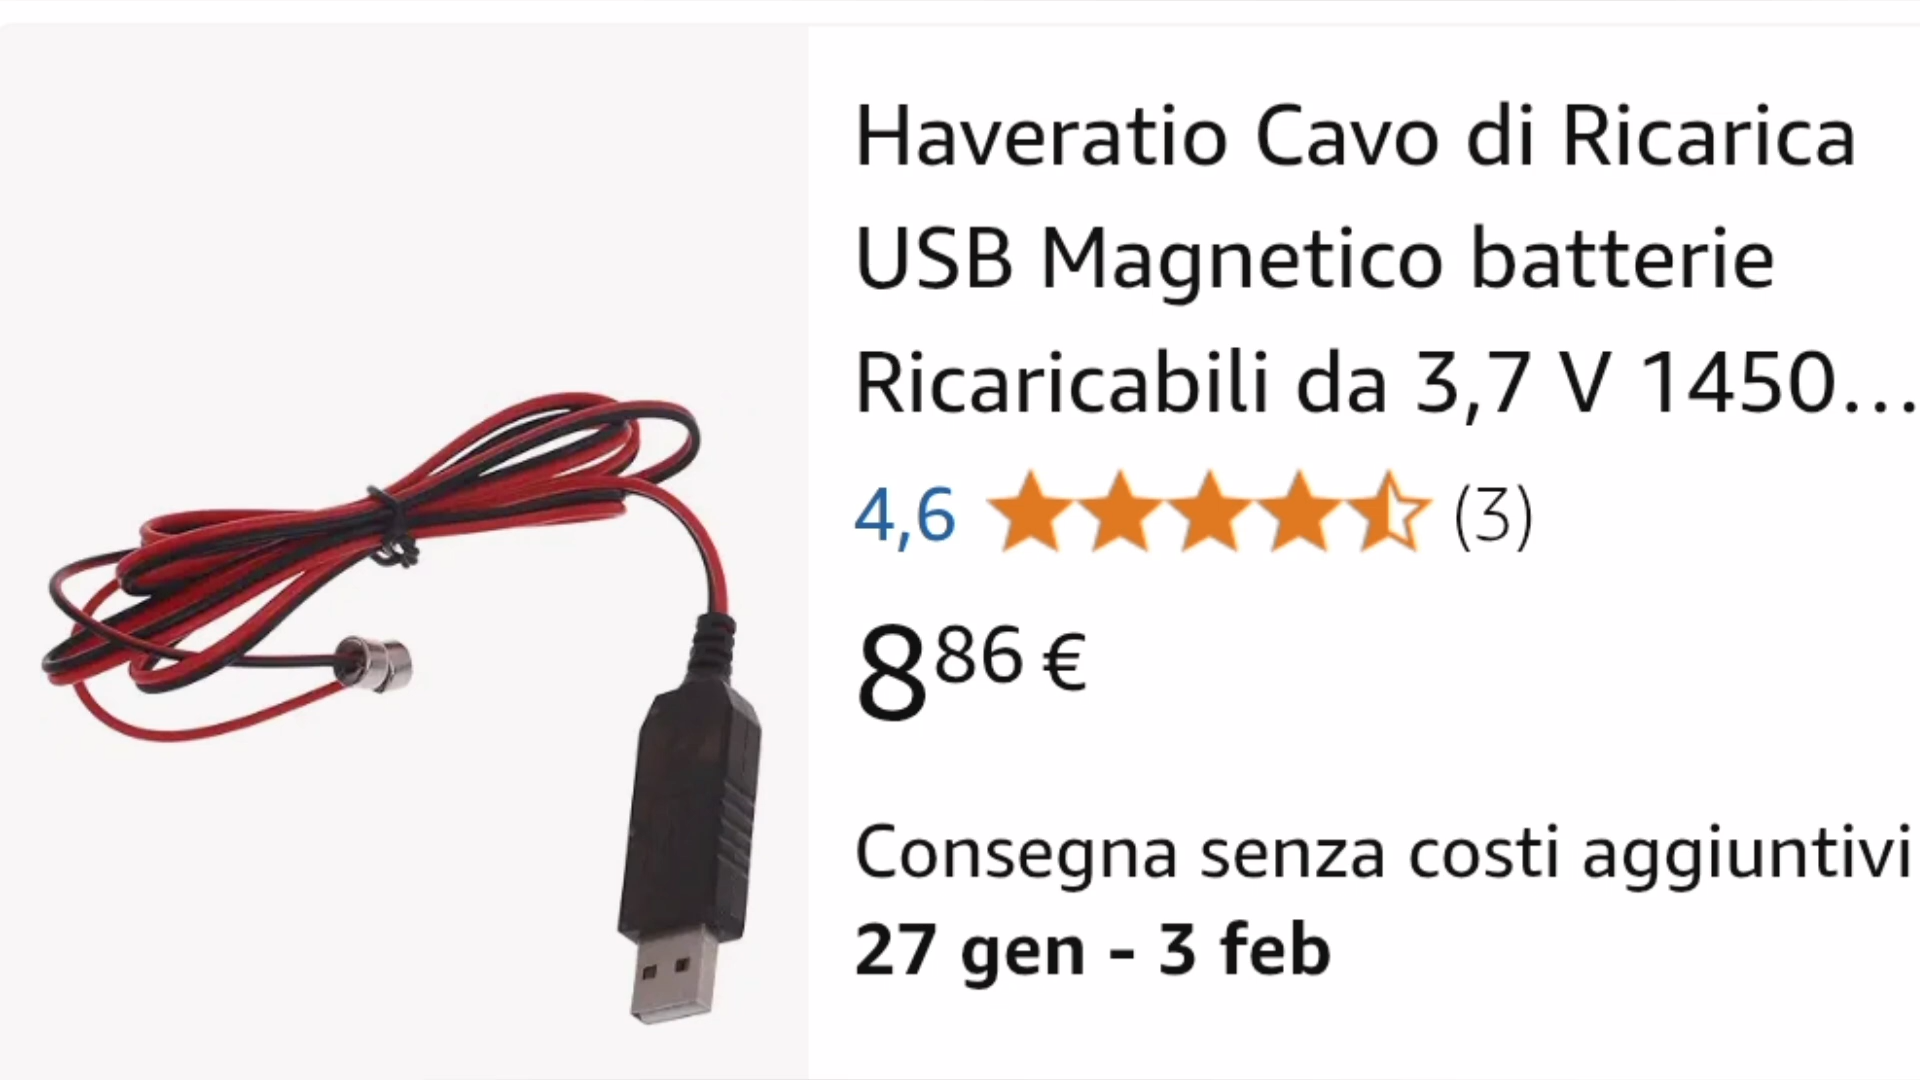 Haveratio Cavo di Ricarica
USB Magnetico batterie
Ricaricabili da 3,7 V 1450...
4,6 (3)
886 €
Consegna senza costi aggiuntivi
27 gen - 3 feb